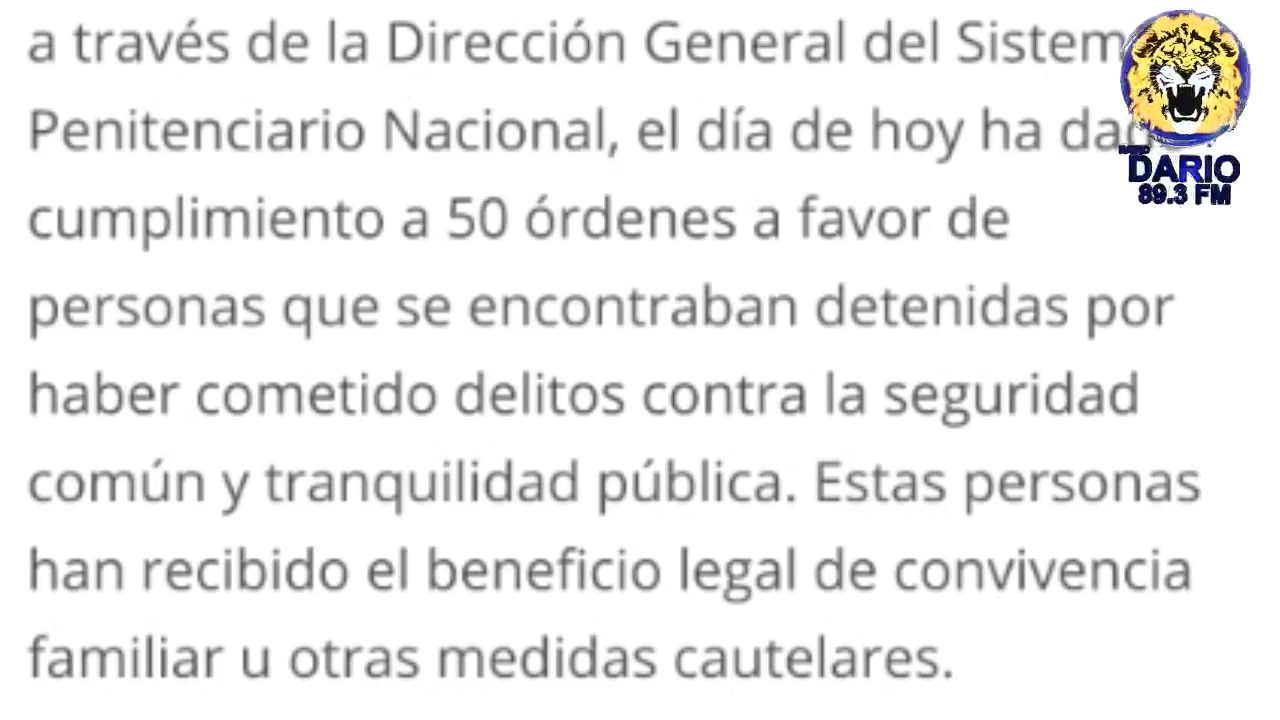 a través de la Dirección General del Sistem
Penitenciario Nacional, el día de hoy ha dado
cumplimiento a 50 órdenes a favor de
personas que se encontraban detenidas por
haber cometido delitos contra la seguridad
común y tranquilidad pública. Estas personas
han recibido el beneficio legal de convivencia
familiar u otras medidas cautelares.
DARIO
89.3 FM